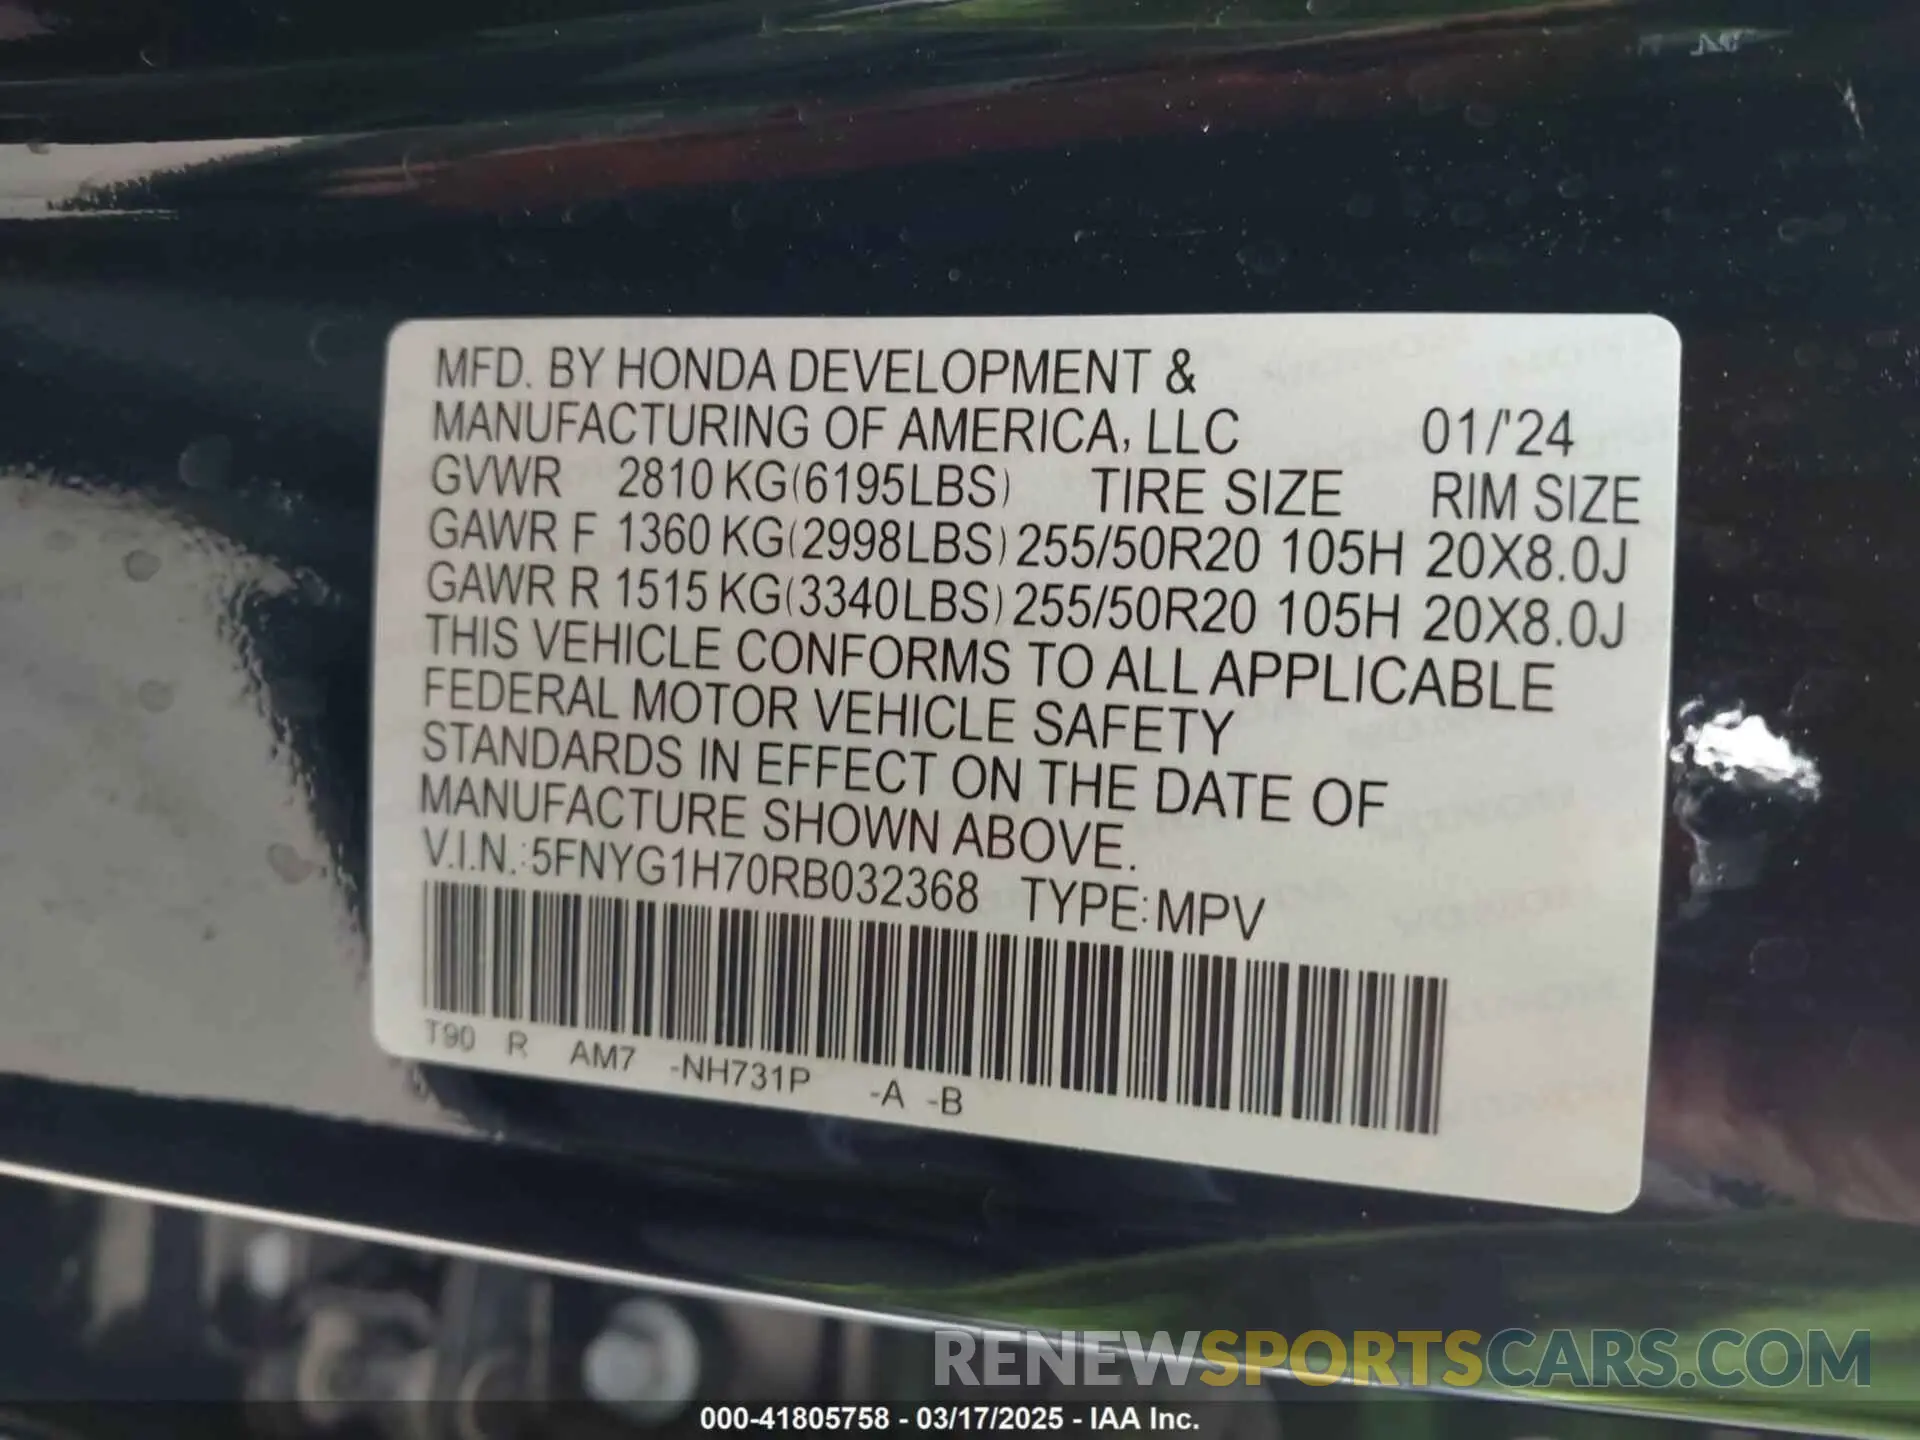 MFD. BY HONDA DEVELOPMENT &
MANUFACTURING OF AMERICA, LLC 01/'24
GVWR 2810 KG(6195LBS) TIRE SIZE RIM SIZE
GAWR F 1360 KG(2998LBS) 255/50R20 105H 20X8.0J
GAWR R 1515 KG(3340LBS) 255/50R20 105H 20X8.0J
THIS VEHICLE CONFORMS TO ALL APPLICABLE
FEDERAL MOTOR VEHICLE SAFETY
STANDARDS IN EFFECT ON THE DATE OF
MANUFACTURE SHOWN ABOVE.
V.I.N.:5FNYG1H70RB032368 TYPE:MPV
T90 R AM7 -NH731P -A -B
RENEWSPORTSCARS.COM
000-41805758 - 03/17/2025 - IAA Inc.